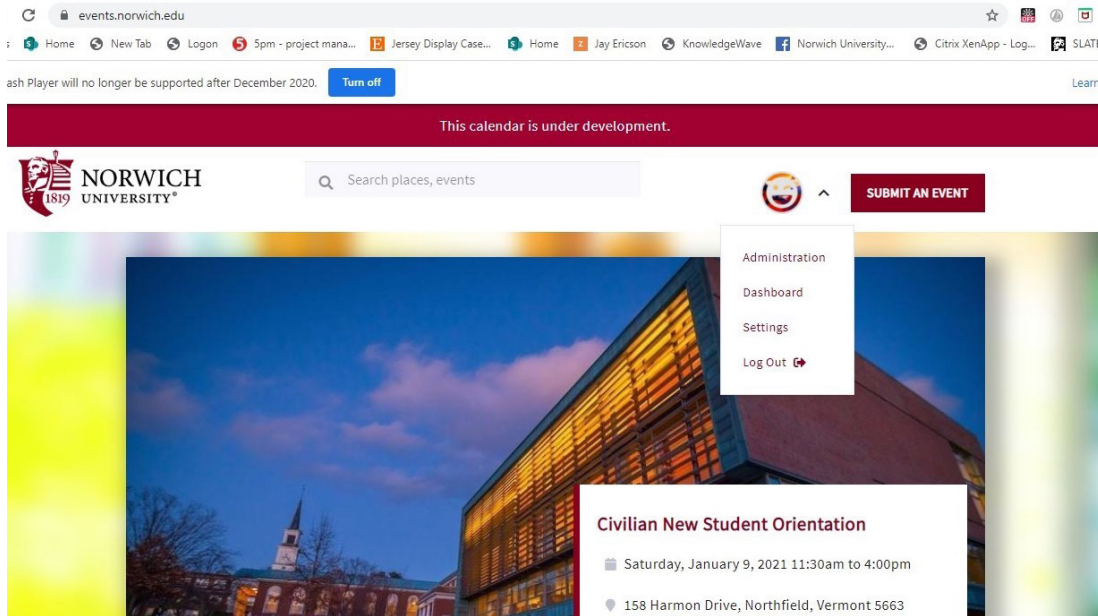 events.norwich.edu
Home New Tab Logon 5pm - project mana... Jersey Display Case... Home Jay Ericson KnowledgeWave Norwich University... Citrix XenApp - Log... SLATE
ash Player will no longer be supported after December 2020. Turn off Learn
This calendar is under development.
NORWICH
UNIVERSITY®
1819
Search places, events
SUBMIT AN EVENT
Administration
Dashboard
Settings
Log Out
Civilian New Student Orientation
Saturday, January 9, 2021 11:30am to 4:00pm
158 Harmon Drive, Northfield, Vermont 5663